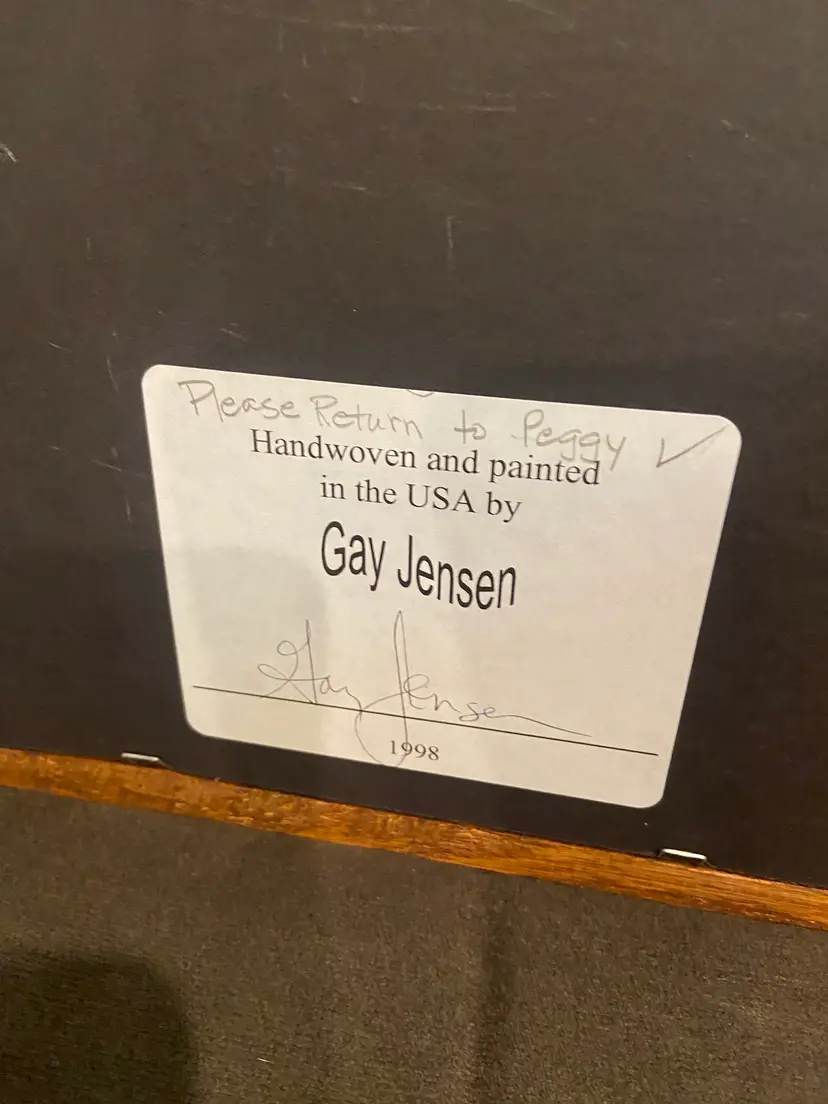 Please Return to Peggy ✓
Handwoven and painted
in the USA by
Gay Jensen
Gay Jensen
1998